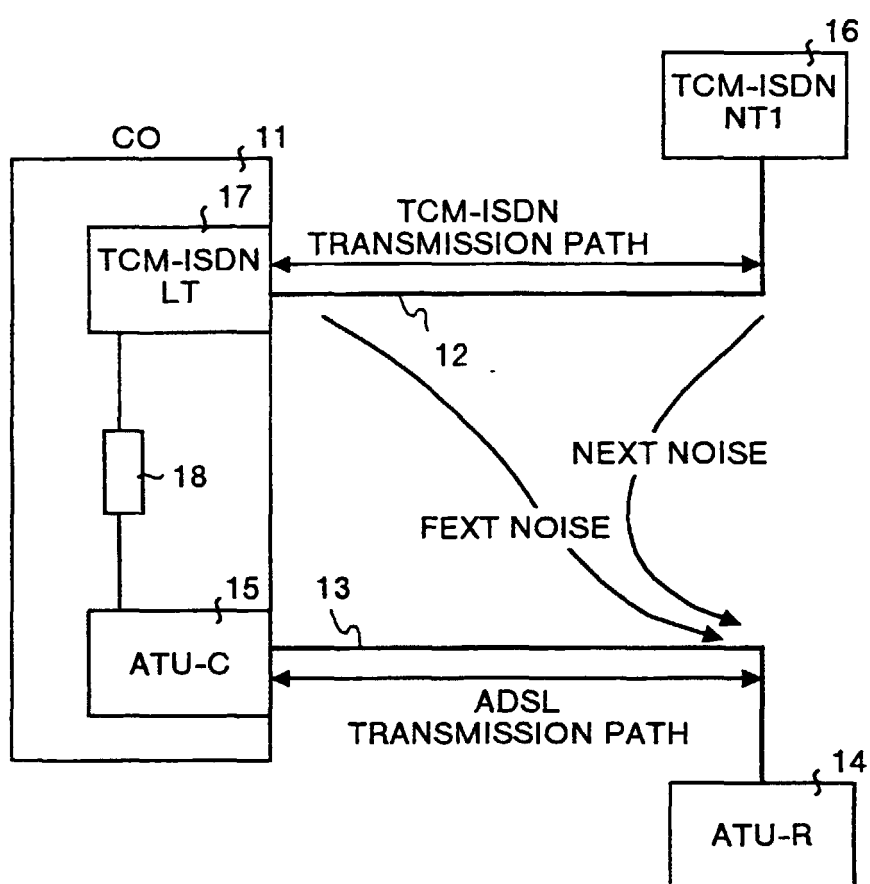 16
TCM-ISDN
NT1
CO
11
17
TCM-ISDN
LT
TCM-ISDN
TRANSMISSION PATH
12
18
NEXT NOISE
FEXT NOISE
15
ATU-C
13
ADSL
TRANSMISSION PATH
14
ATU-R